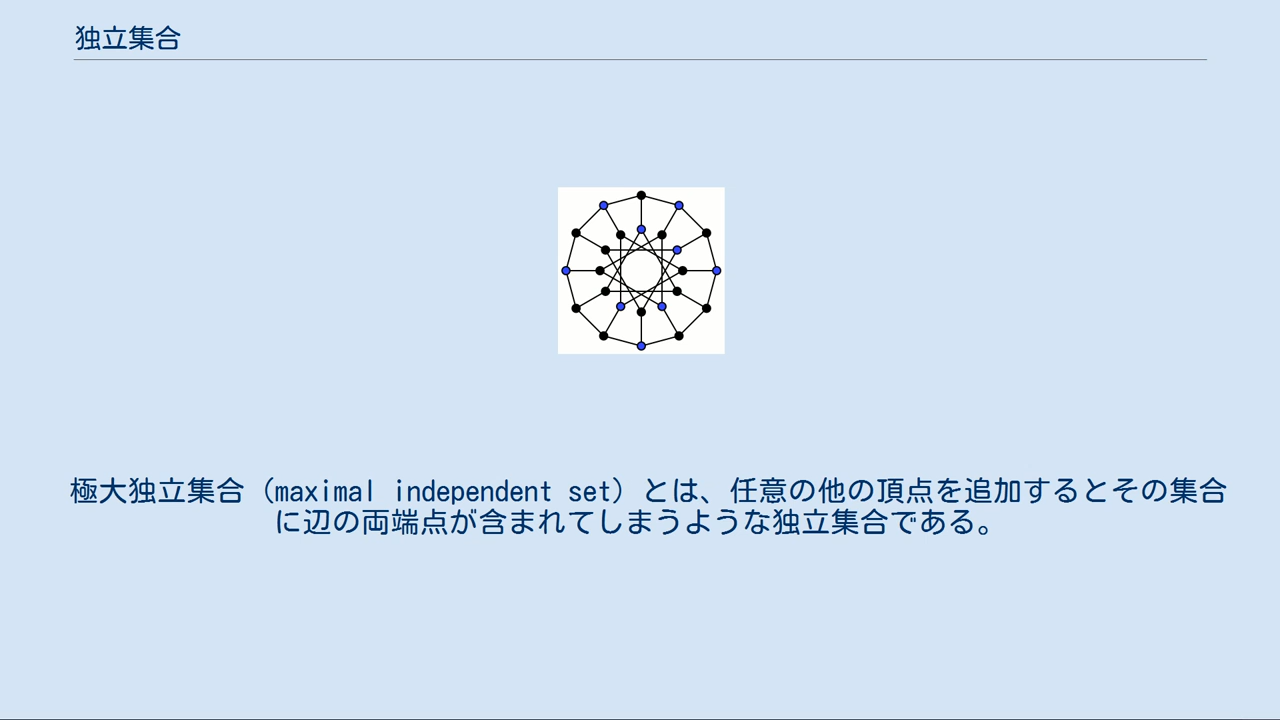 独立集合
極大独立集合（maximal independent set）とは、任意の他の頂点を追加するとその集合
に辺の両端点が含まれてしまうような独立集合である。